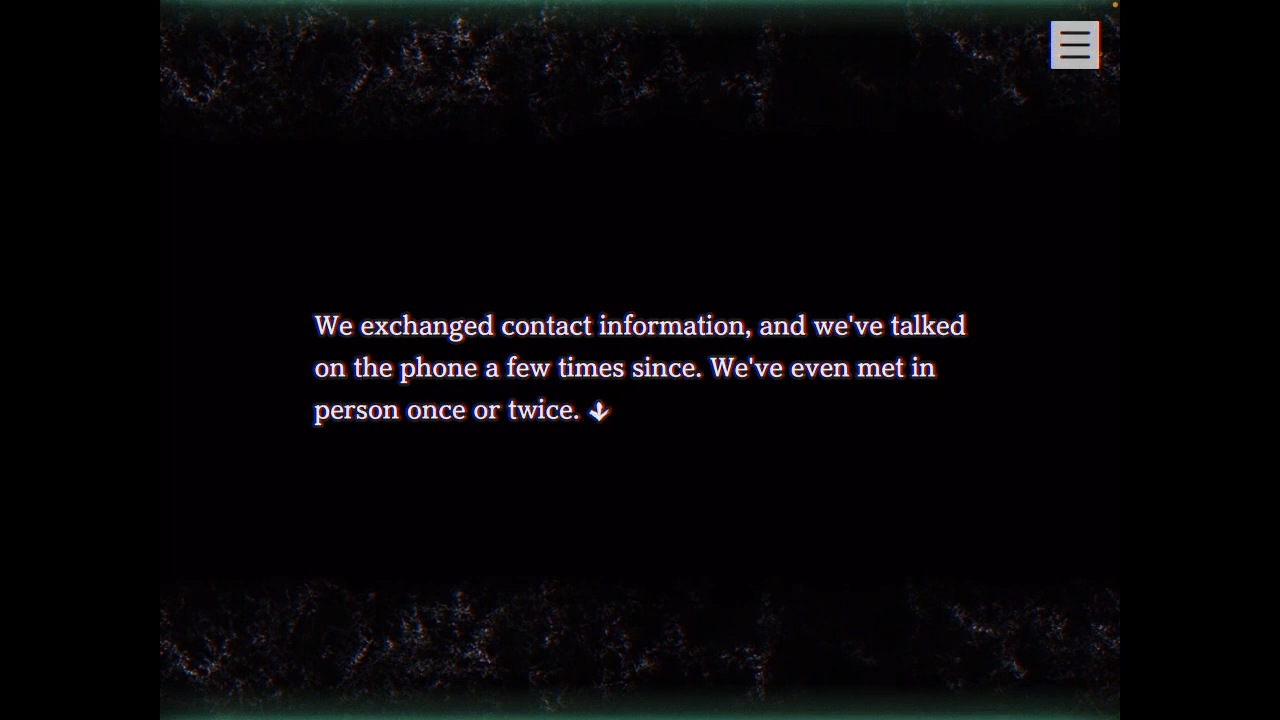 We exchanged contact information, and we've talked
on the phone a few times since. We've even met in
person once or twice.